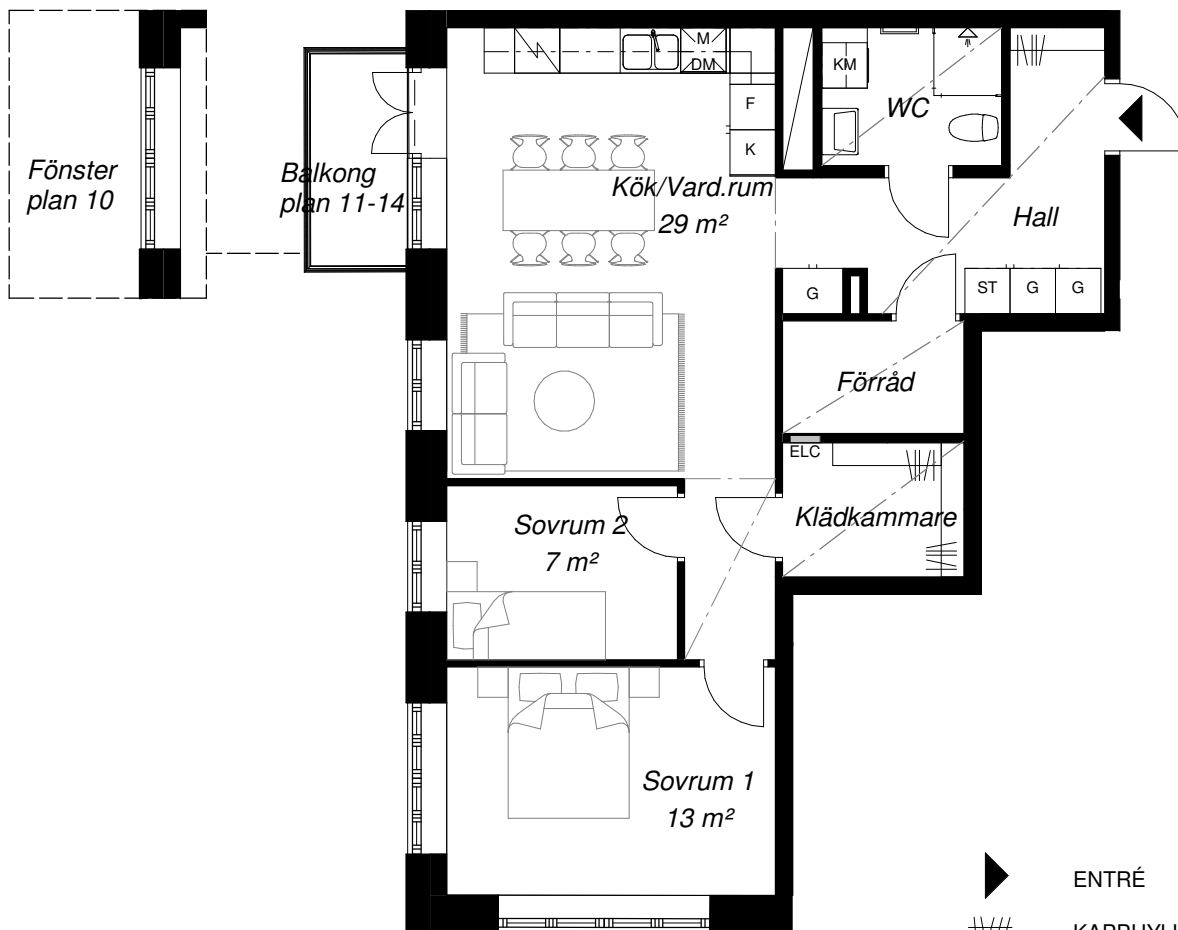 Fönster
plan 10
Balkong
plan 11-14
M
DM
F
K
KM
WC
Kök/Vard.rum
29 m²
Hall
G
ST
G
G
Förråd
ELC
Klädkammare
Sovrum 2
7 m²
Sovrum 1
13 m²
ENTRÉ